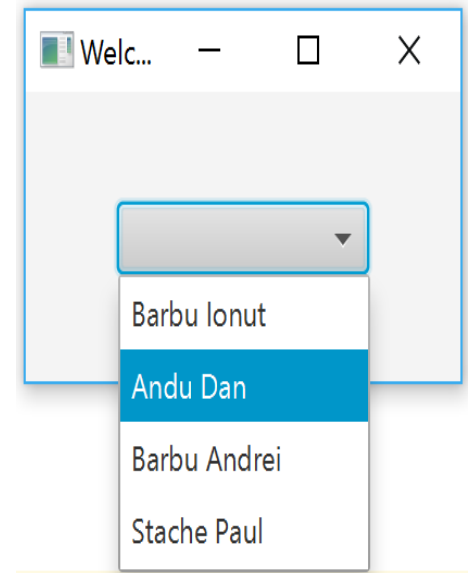 Welc...
Barbu Ionut
Andu Dan
Barbu Andrei
Stache Paul